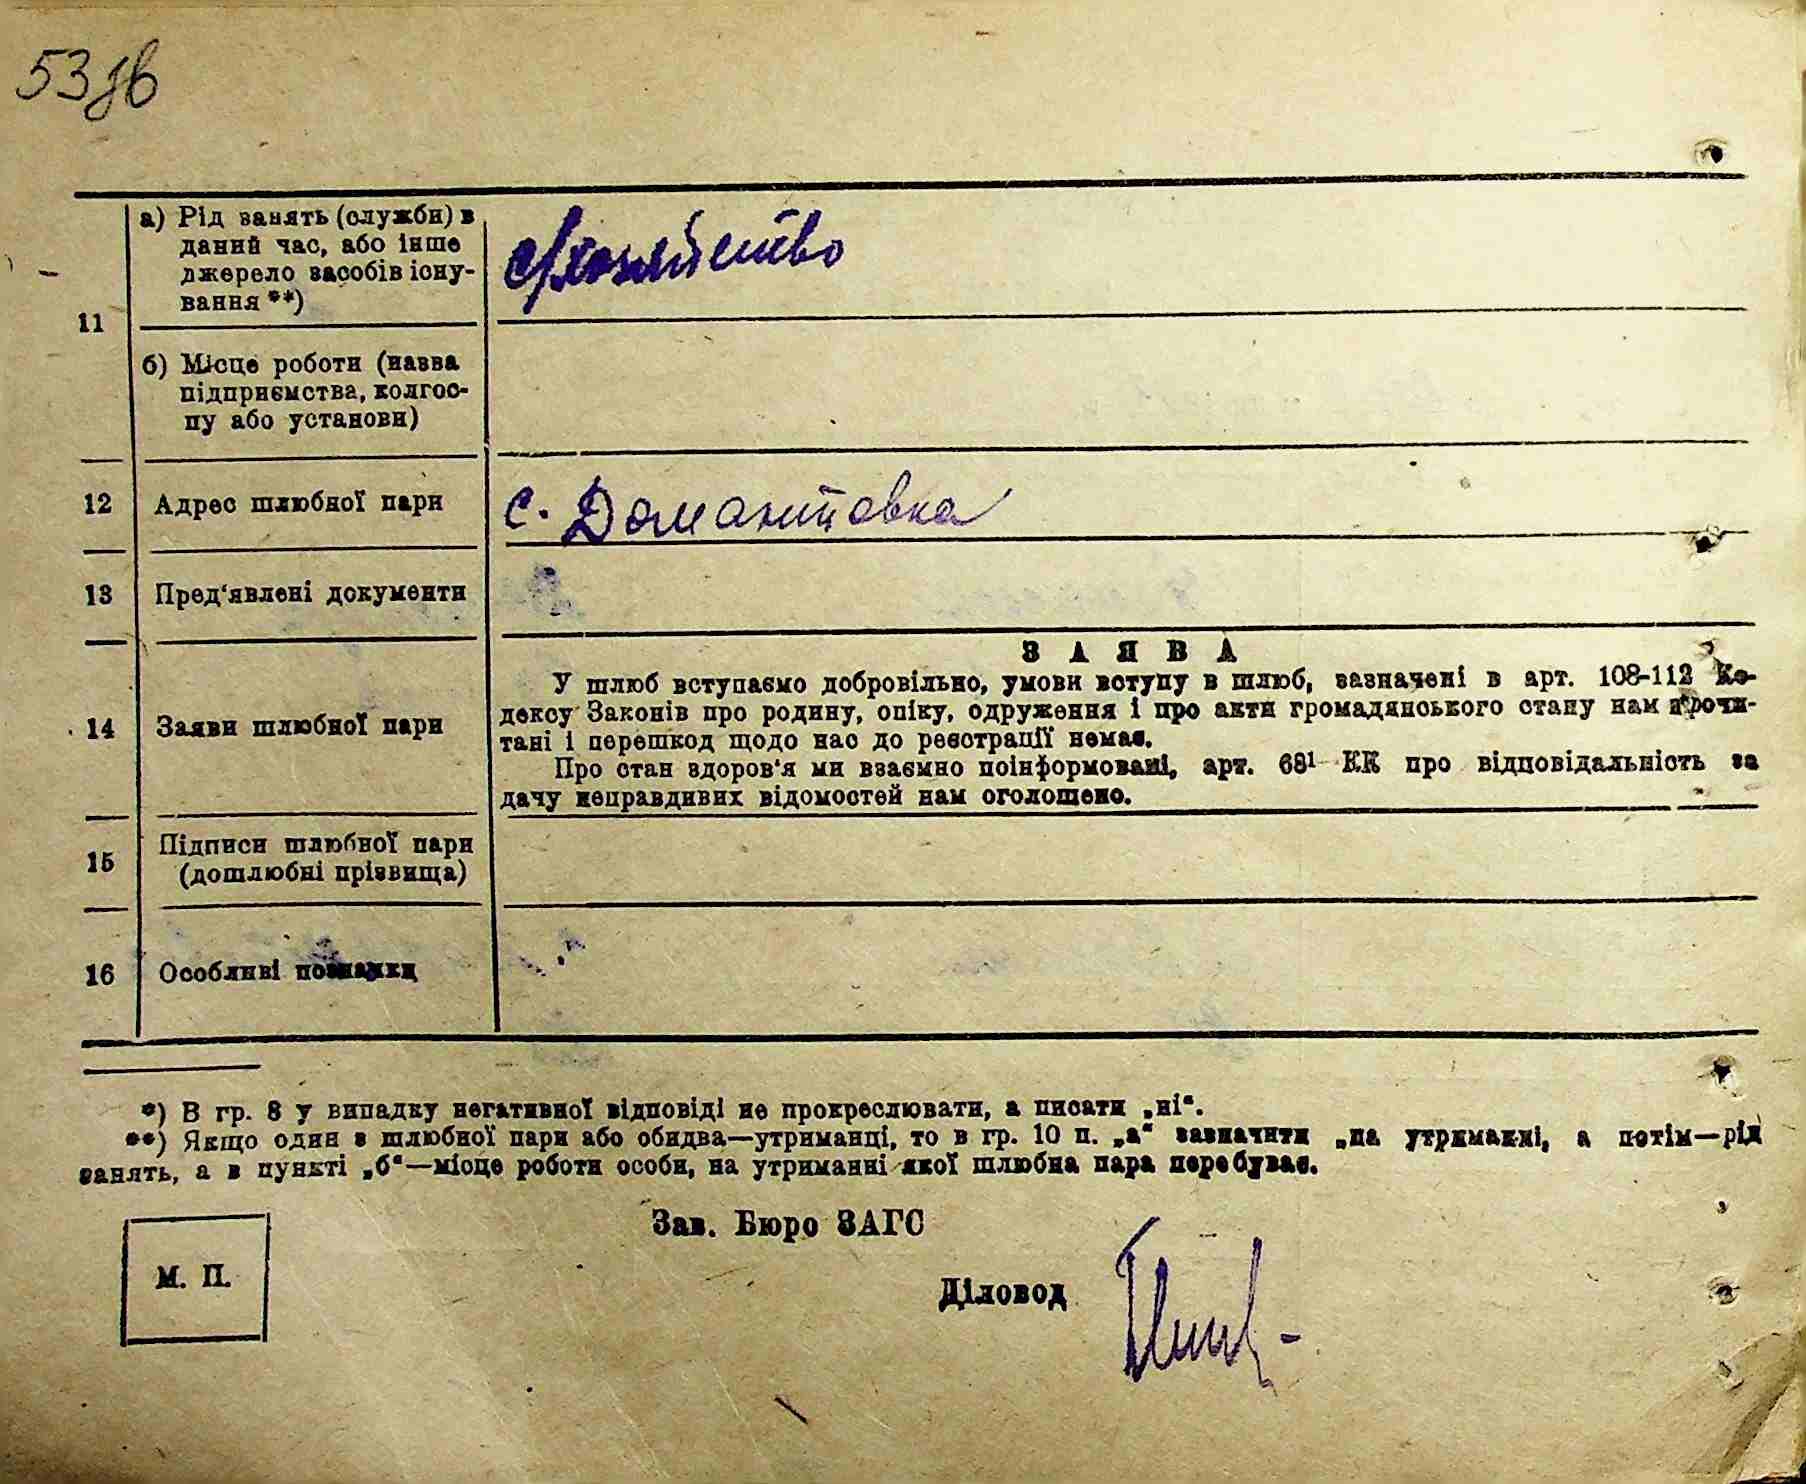 53 зв
11
а) Рід занять (служби) в
даний час, або інше
джерело засобів існу-
вання **)
с/хозяйство
б) Місце роботи (назва
підприємства, колгос-
пу або установи)
12
Адрес шлюбної пари
с. Доманитовка
13
Пред‘явлені документи
14
Заяви шлюбної пари
ЗАЯВА
У шлюб вступаємо добровільно, умови вступу в шлюб, зазначені в арт. 108-112 Ко-
дексу Законів про родину, опіку, одруження і про акти громадянського стану нам прочи-
тані і перешкод щодо нас до реєстрації немає.
Про стан здоров‘я ми взаємно поінформовані, арт. 68¹ КК про відповідальність за
дачу неправдивих відомостей нам оголошено.
15
Підписи шлюбної пари
(дошлюбні прізвища)
16
Особливі познаки
*) В гр. 8 у випадку негативної відповіді не прокреслювати, а писати „ні“.
**) Якщо один з шлюбної пари або обидва—утриманці, то в гр. 10 п. „а“ зазначити „на утриманні, а потім—рід
занять, а в пункті „б“—місце роботи особи, на утриманні якої шлюбна пара перебуває.
Зав. Бюро ЗАГС
М. П.
Діловод